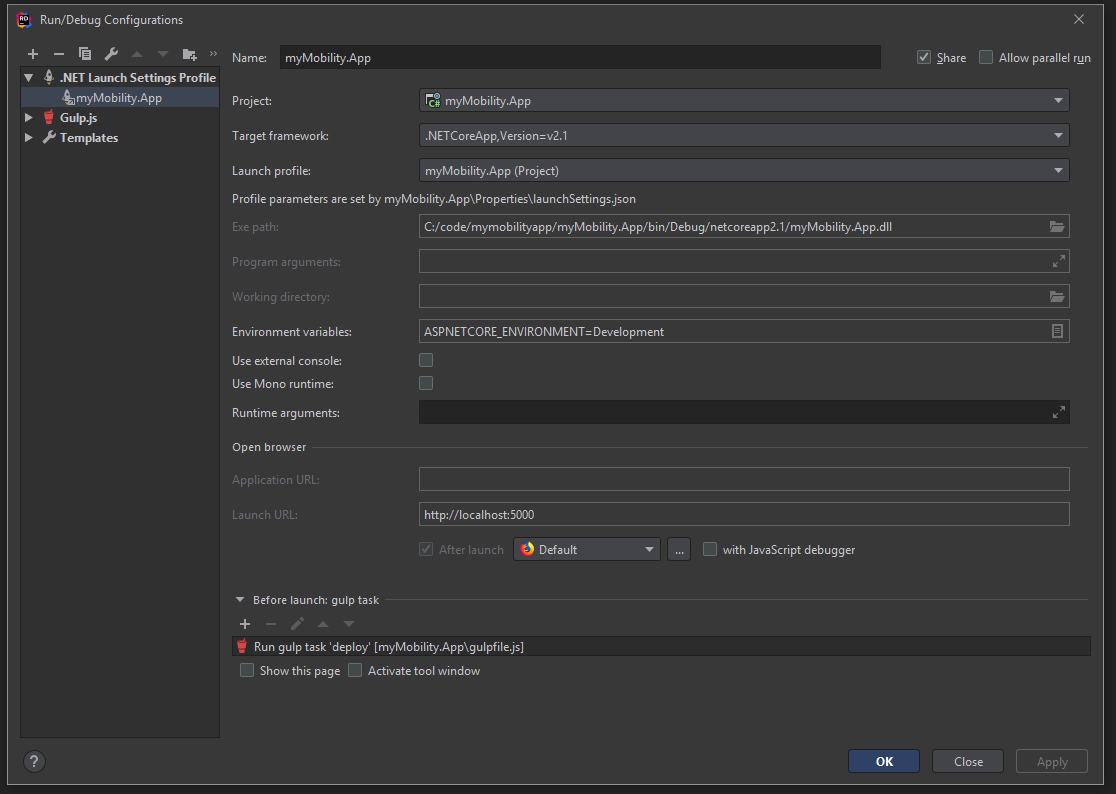 Run/Debug Configurations
Name: myMobility.App Share Allow parallel run
.NET Launch Settings Profile
myMobility.App
Gulp.js
Templates
Project: myMobility.App
Target framework: .NETCoreApp,Version=v2.1
Launch profile: myMobility.App (Project)
Profile parameters are set by myMobility.App\Properties\launchSettings.json
Exe path: C:/code/mymobilityapp/myMobility.App/bin/Debug/netcoreapp2.1/myMobility.App.dll
Program arguments:
Working directory:
Environment variables: ASPNETCORE_ENVIRONMENT=Development
Use external console:
Use Mono runtime:
Runtime arguments:
Open browser
Application URL:
Launch URL: http://localhost:5000
After launch Default ... with JavaScript debugger
Before launch: gulp task
Run gulp task 'deploy' [myMobility.App\gulpfile.js]
Show this page Activate tool window
? OK Close Apply